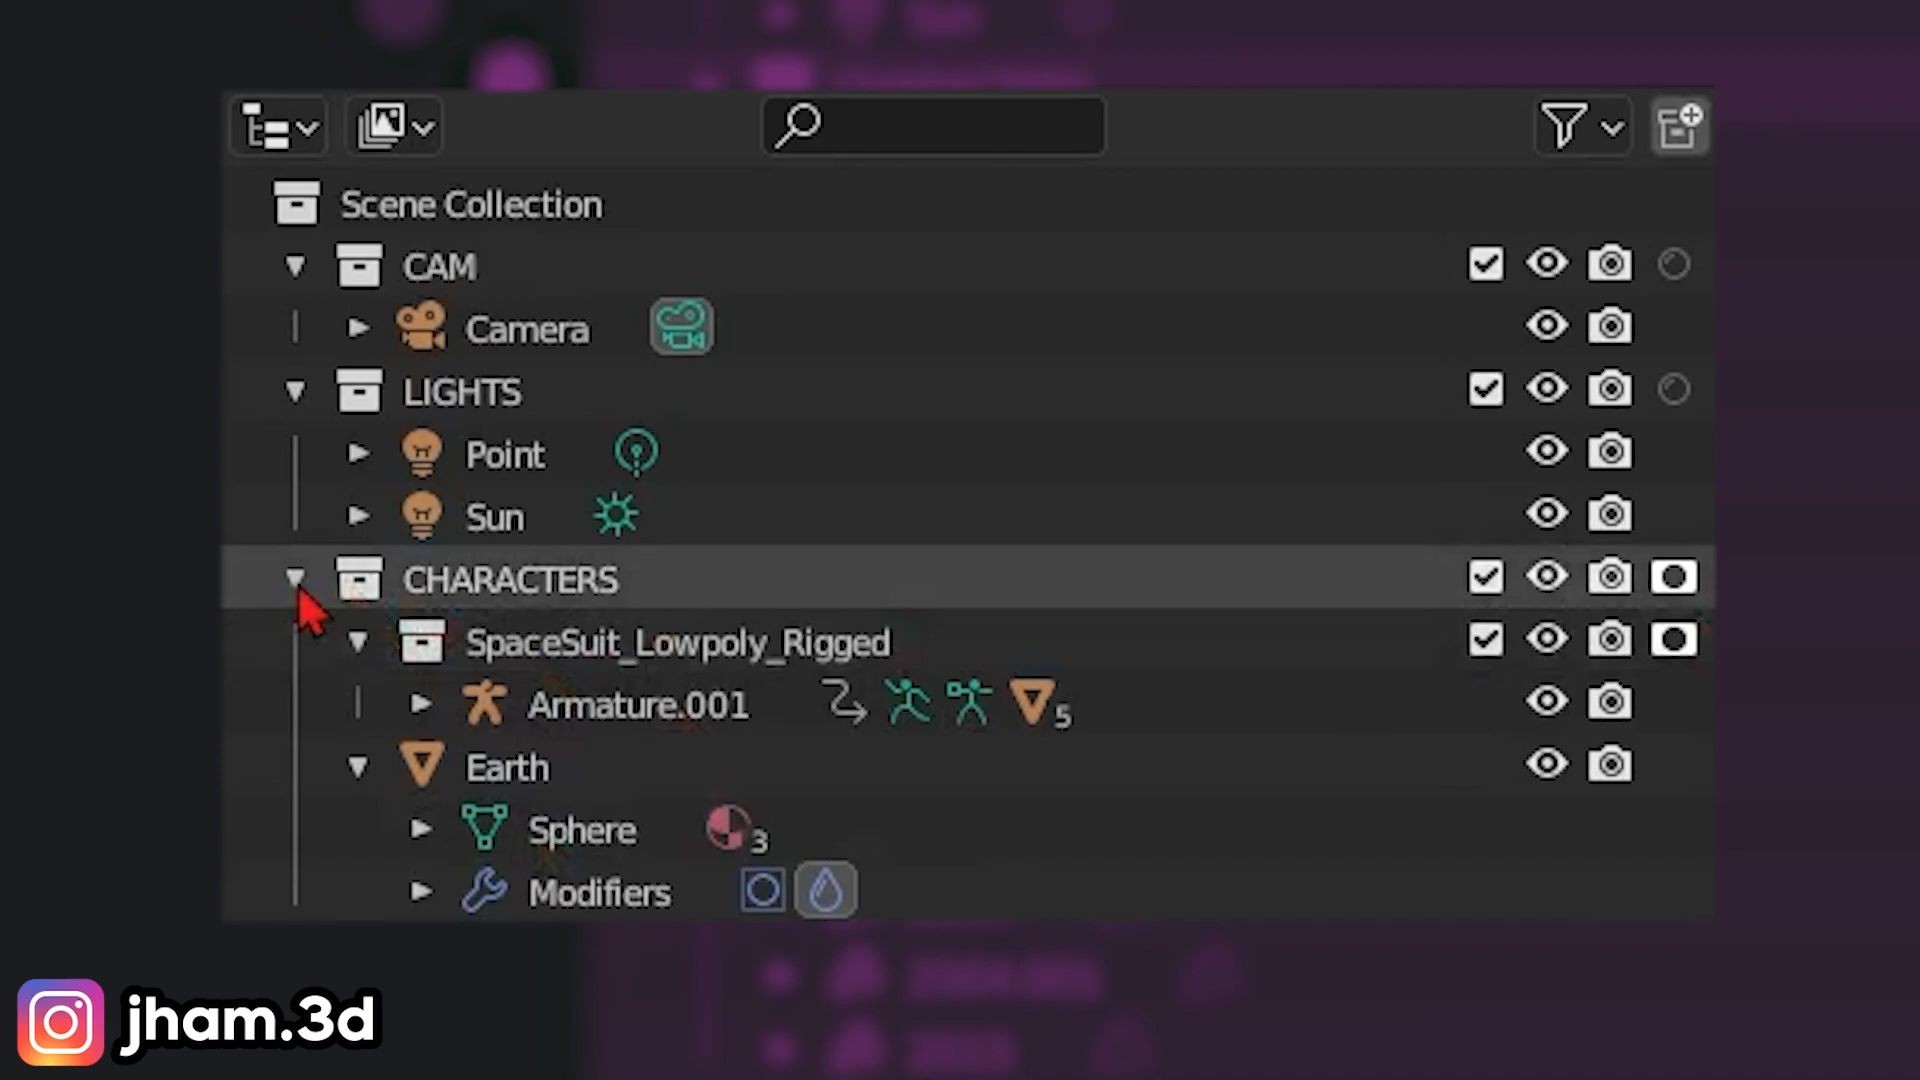 Scene Collection
CAM
Camera
LIGHTS
Point
Sun
CHARACTERS
SpaceSuit_Lowpoly_Rigged
Armature.001 5
Earth
Sphere 3
Modifiers
jham.3d